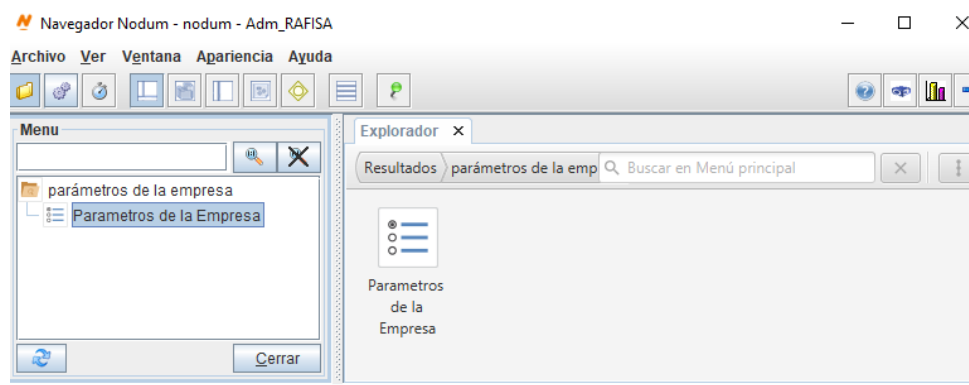 Navegador Nodum - nodum - Adm_RAFISA
Archivo Ver Ventana Apariencia Ayuda
Menu
parámetros de la empresa
Parametros de la Empresa
Cerrar
Explorador
Resultados parámetros de la emp Buscar en Menú principal
Parametros
de la
Empresa